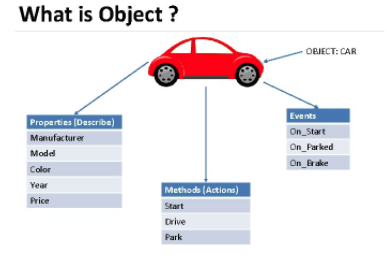 What is Object ?
OBJECT: CAR
Properties (Describe)
Manufacturer
Model
Color
Year
Price
Methods (Actions)
Start
Drive
Park
Events
On_Start
On_Parked
On_Brake